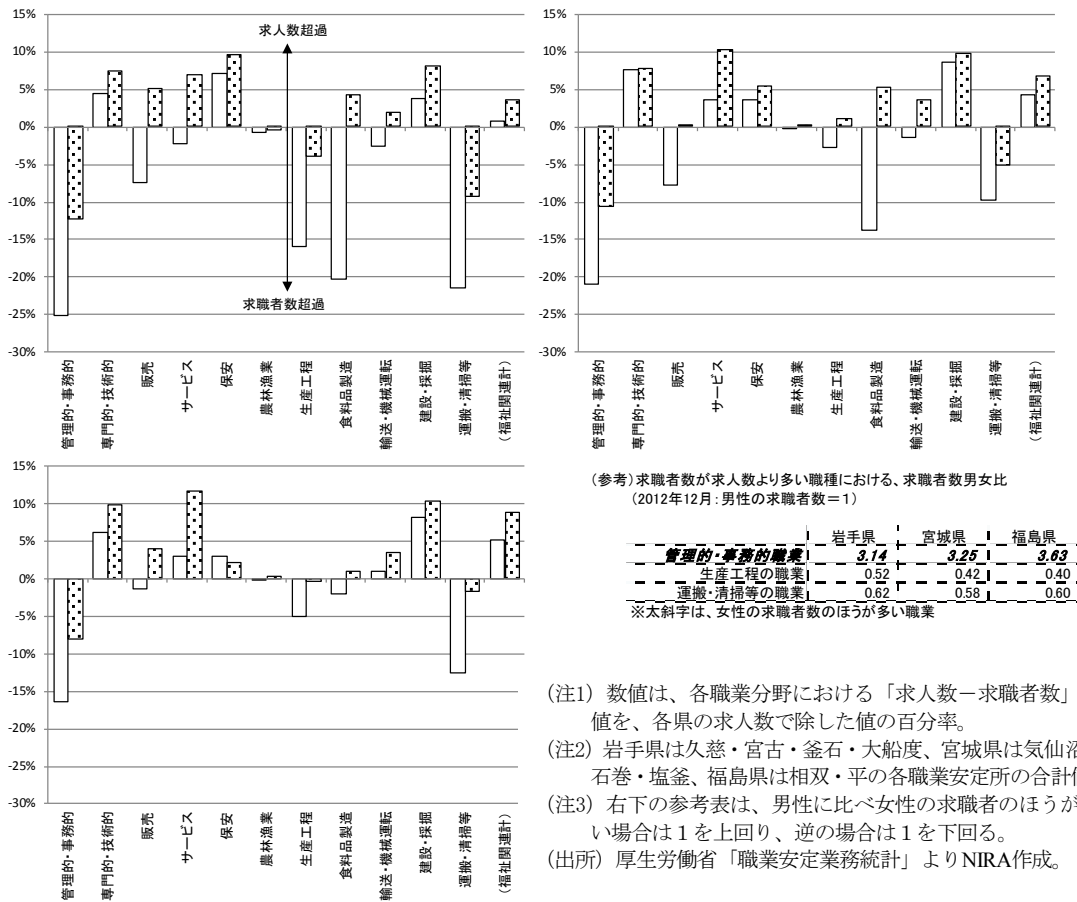 15%
10%
5%
0%
-5%
-10%
-15%
-20%
-25%
-30%
求人数超過
求職者数超過
管理的・事務的
専門的・技術的
販売
サービス
保安
農林漁業
生産工程
食料品製造
輸送・機械運転
建設・採掘
運搬・清掃等
（福祉関連計）
15%
10%
5%
0%
-5%
-10%
-15%
-20%
-25%
-30%
管理的・事務的
専門的・技術的
販売
サービス
保安
農林漁業
生産工程
食料品製造
輸送・機械運転
建設・採掘
運搬・清掃等
（福祉関連計）
15%
10%
5%
0%
-5%
-10%
-15%
-20%
-25%
-30%
管理的・事務的
専門的・技術的
販売
サービス
保安
農林漁業
生産工程
食料品製造
輸送・機械運転
建設・採掘
運搬・清掃等
（福祉関連計）
（参考）求職者数が求人数より多い職種における、求職者数男女比
（2012年12月：男性の求職者数＝1）
岩手県 宮城県 福島県
管理的・事務的職業 3.14 3.25 3.63
生産工程の職業 0.52 0.42 0.40
運搬・清掃等の職業 0.62 0.58 0.60
※太斜字は、女性の求職者数のほうが多い職業
（注1）数値は、各職業分野における「求人数－求職者数」
値を、各県の求人数で除した値の百分率。
（注2）岩手県は久慈・宮古・釜石・大船度、宮城県は気仙沼
石巻・塩釜、福島県は相双・平の各職業安定所の合計
（注3）右下の参考表は、男性に比べ女性の求職者のほうが
い場合は１を上回り、逆の場合は１を下回る。
（出所）厚生労働省「職業安定業務統計」よりNIRA作成。